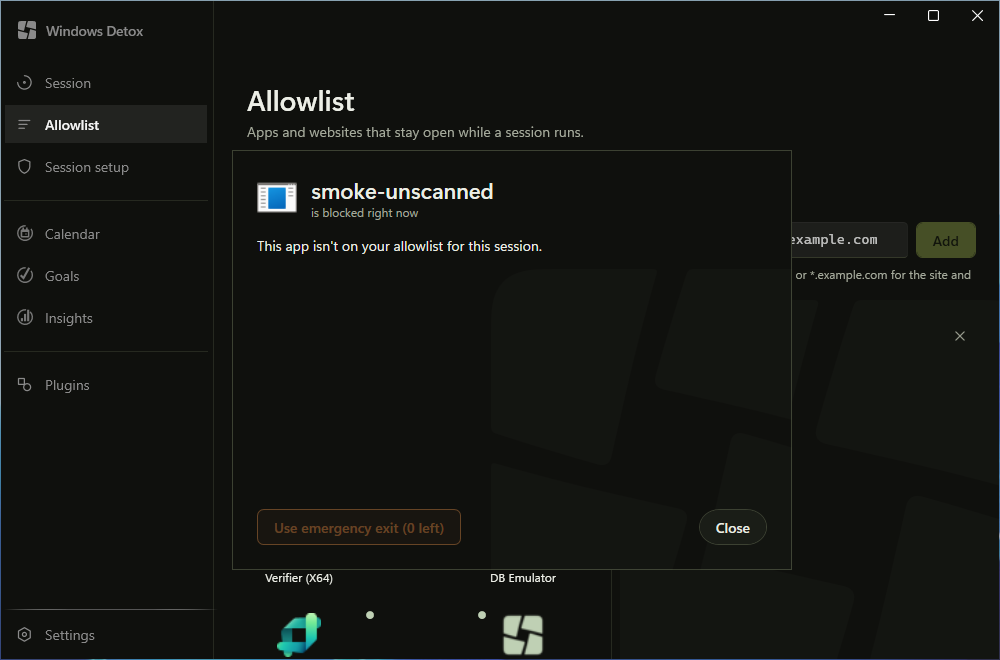 Windows Detox
Session
Allowlist
Session setup
Calendar
Goals
Insights
Plugins
Settings
Allowlist
Apps and websites that stay open while a session runs.
smoke-unscanned
is blocked right now
This app isn't on your allowlist for this session.
Use emergency exit (0 left)
Close
example.com
Add
or *.example.com for the site and
Verifier (X64)
DB Emulator